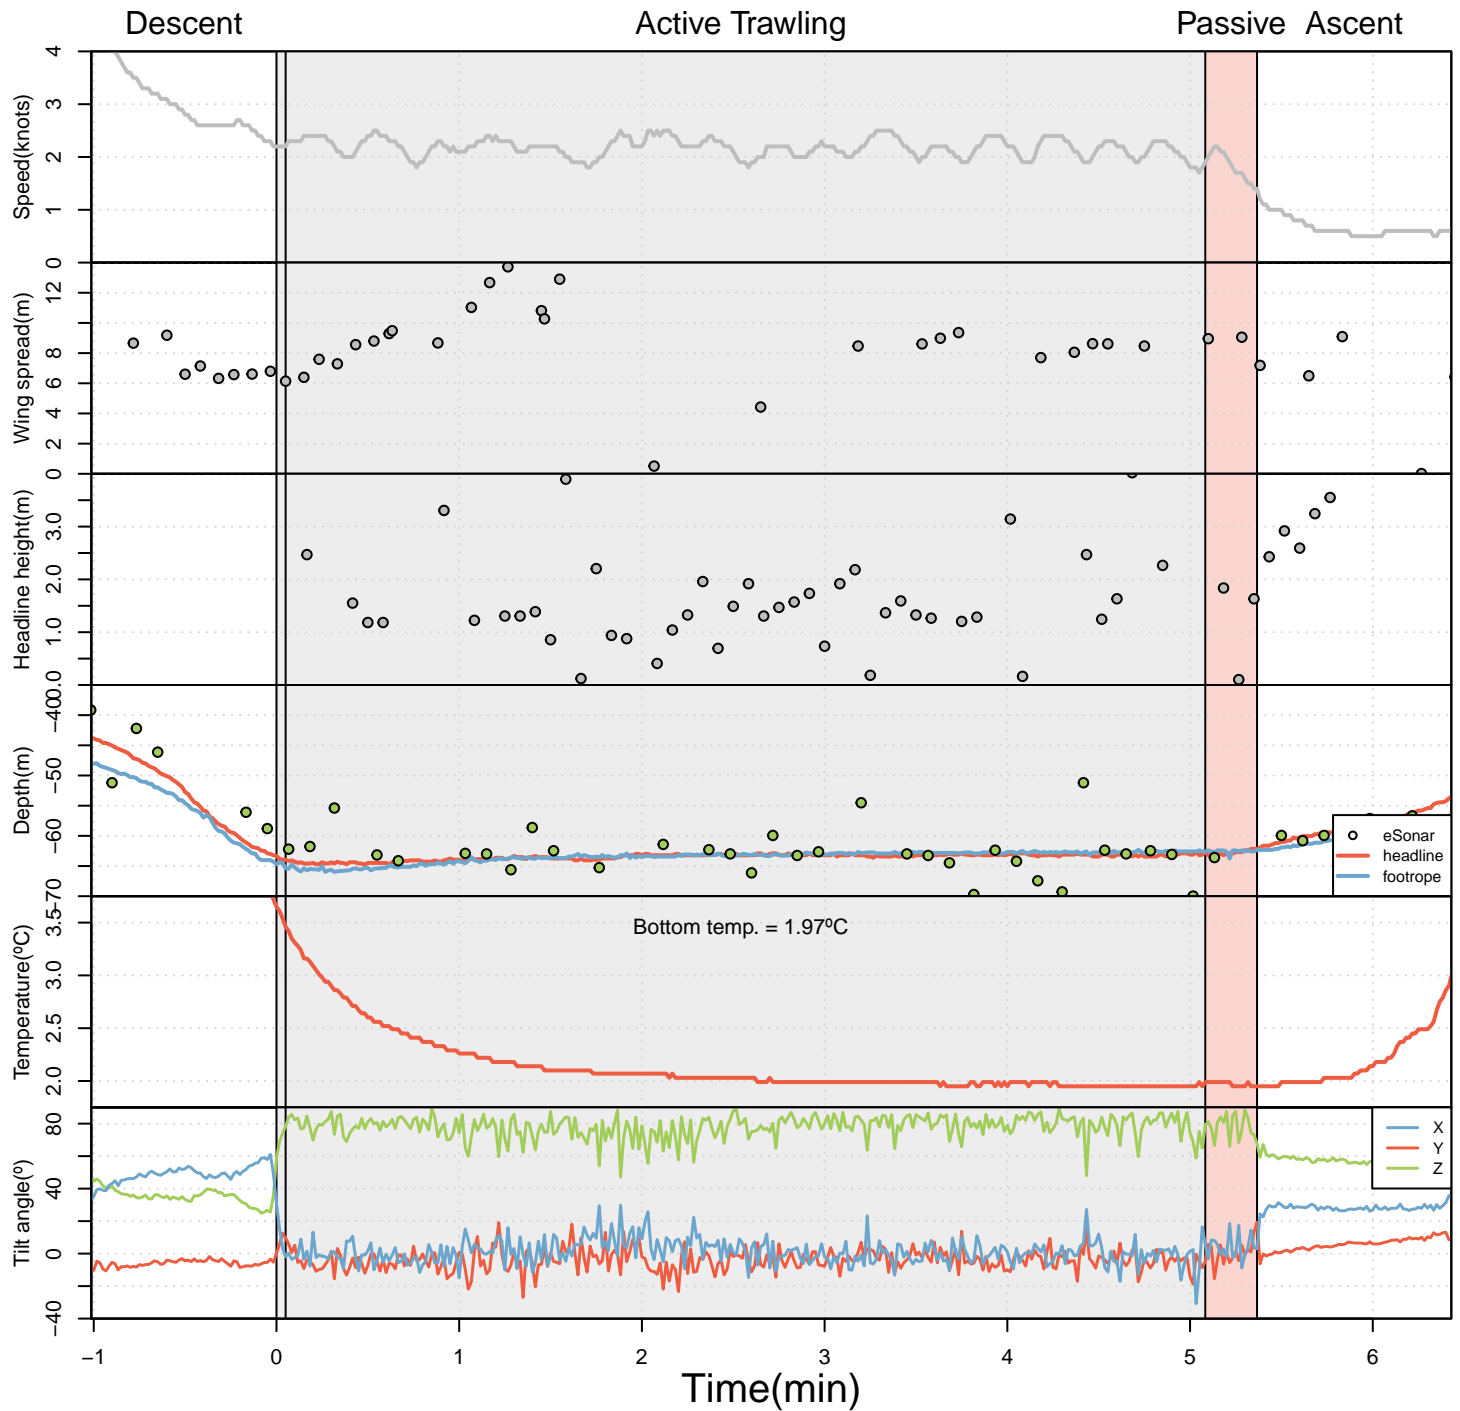 Descent Active Trawling Passive Ascent
Speed(knots)
4
3
2
1
0
Wing spread(m)
12
8
6
4
2
0
Headline height(m)
3.0
2.0
1.0
0.0
Depth(m)
−40
−50
−60
−70
eSonar
headline
footrope
Temperature(ºC)
3.5
3.0
2.5
2.0
Bottom temp. = 1.97ºC
Tilt angle(º)
80
40
0
−40
X
Y
Z
−1 0 1 2 3 4 5 6
Time(min)